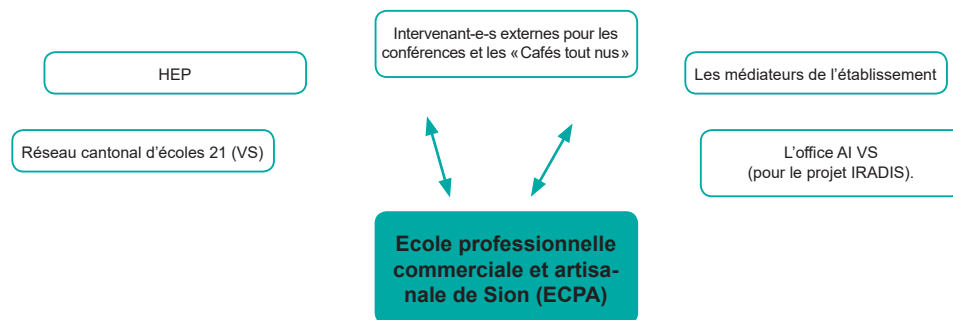 Intervenant-e-s externes pour les
conférences et les «Cafés tout nus»
HEP
Les médiateurs de l'établissement
Réseau cantonal d'écoles 21 (VS)
L'office AI VS
(pour le projet IRADIS).
Ecole professionnelle
commerciale et artisa-
nale de Sion (ECPA)